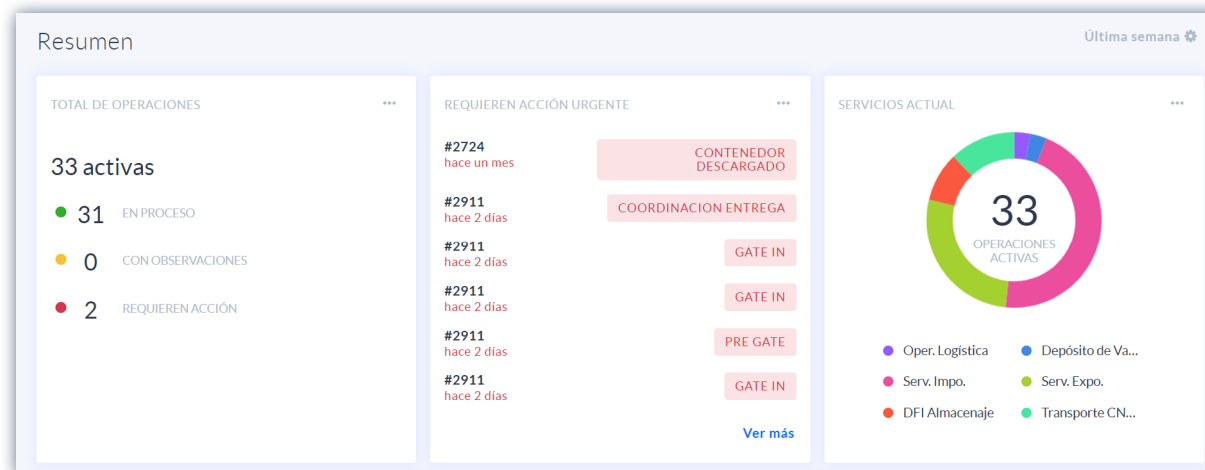 Resumen
Última semana
TOTAL DE OPERACIONES
33 activas
31 EN PROCESO
0 CON OBSERVACIONES
2 REQUIEREN ACCIÓN
REQUIEREN ACCIÓN URGENTE
#2724
hace un mes
CONTENEDOR
DESCARGADO
#2911
hace 2 días
COORDINACION ENTREGA
#2911
hace 2 días
GATE IN
#2911
hace 2 días
GATE IN
#2911
hace 2 días
PRE GATE
#2911
hace 2 días
GATE IN
Ver más
SERVICIOS ACTUAL
33
OPERACIONES
ACTIVAS
Oper. Logística
Depósito de Va...
Serv. Impo.
Serv. Expo.
DFI Almacenaje
Transporte CN...